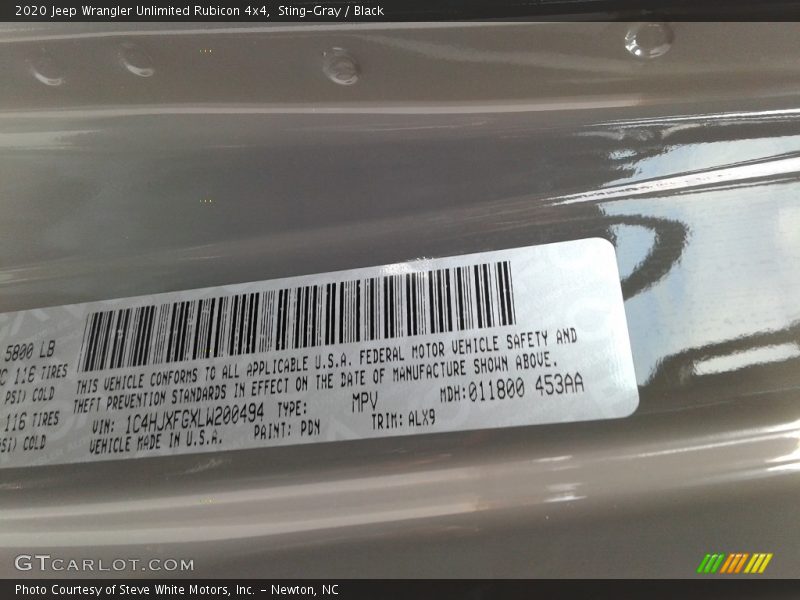 2020 Jeep Wrangler Unlimited Rubicon 4x4, Sting-Gray / Black
5800 LB
116 TIRES
PSI) COLD
116 TIRES
PSI) COLD
THIS VEHICLE CONFORMS TO ALL APPLICABLE U.S.A. FEDERAL MOTOR VEHICLE SAFETY AND
THEFT PREVENTION STANDARDS IN EFFECT ON THE DATE OF MANUFACTURE SHOWN ABOVE.
VIN: 1C4HJXFGXLW200494 TYPE: MPV MDH:011800 453AA
VEHICLE MADE IN U.S.A. PAINT: PDN TRIM: ALX9
GTCARLOT.COM
Photo Courtesy of Steve White Motors, Inc. - Newton, NC